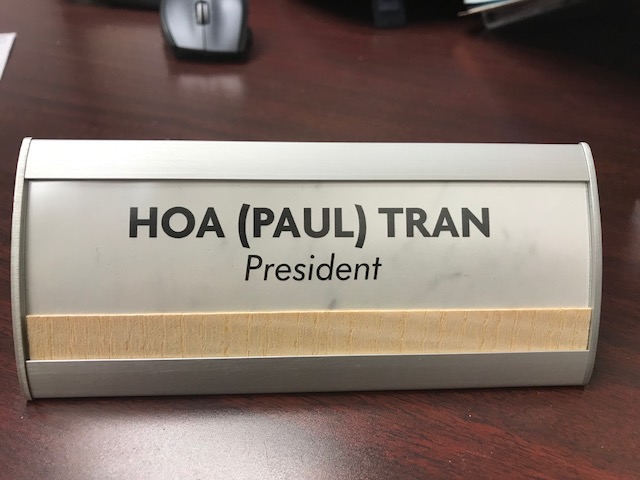 HOA (PAUL) TRAN
President